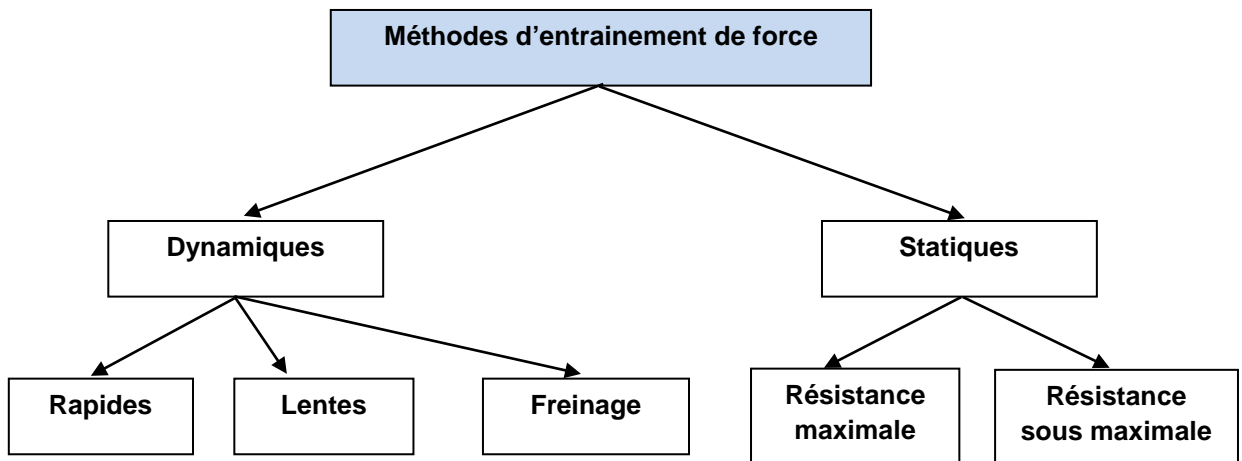 Méthodes d’entrainement de force
Dynamiques
Statiques
Rapides
Lentes
Freinage
Résistance
maximale
Résistance
sous maximale